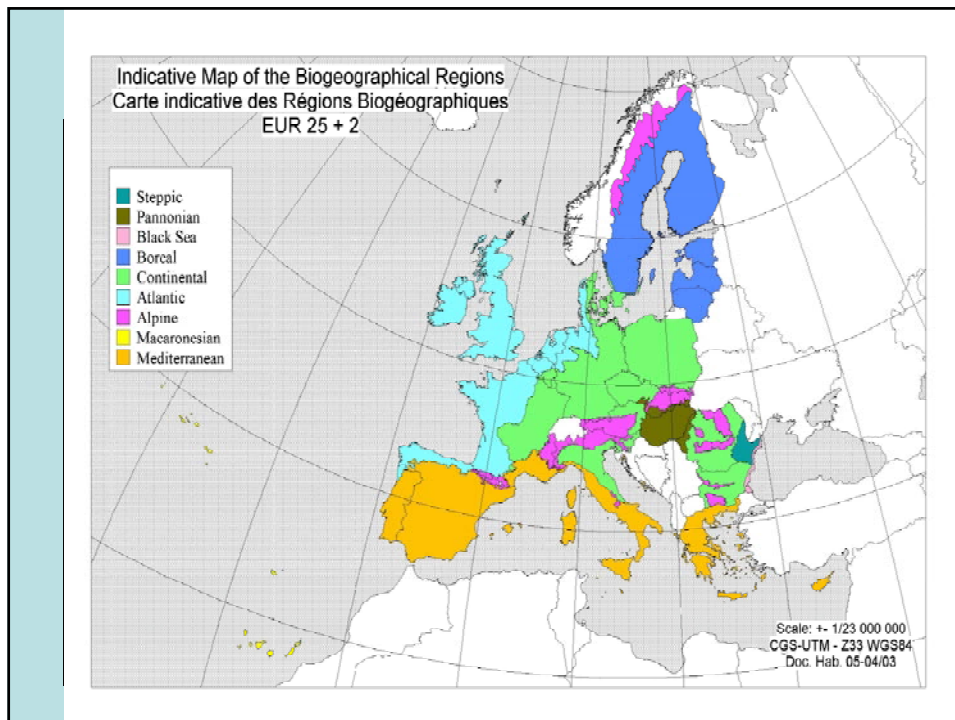 Indicative Map of the Biogeographical Regions
Carte indicative des Régions Biogéographiques
EUR 25 + 2
Steppic
Pannonian
Black Sea
Boreal
Continental
Atlantic
Alpine
Macaronesian
Mediterranean
Scale: +- 1/23 000 000
CGS-UTM - Z33 WGS84
Doc. Hab. 05-04/03